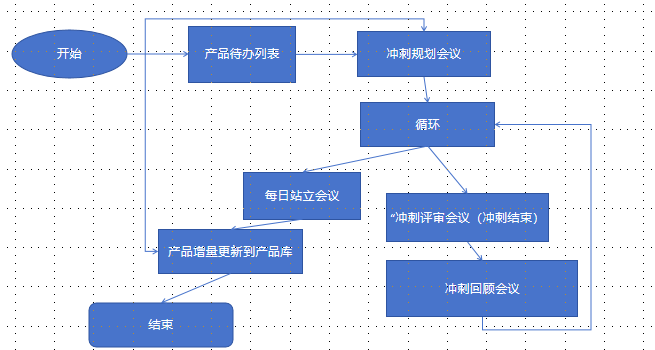 开始
产品待办列表
冲刺规划会议
循环
每日站立会议
“冲刺评审会议（冲刺结束）
产品增量更新到产品库
冲刺回顾会议
结束